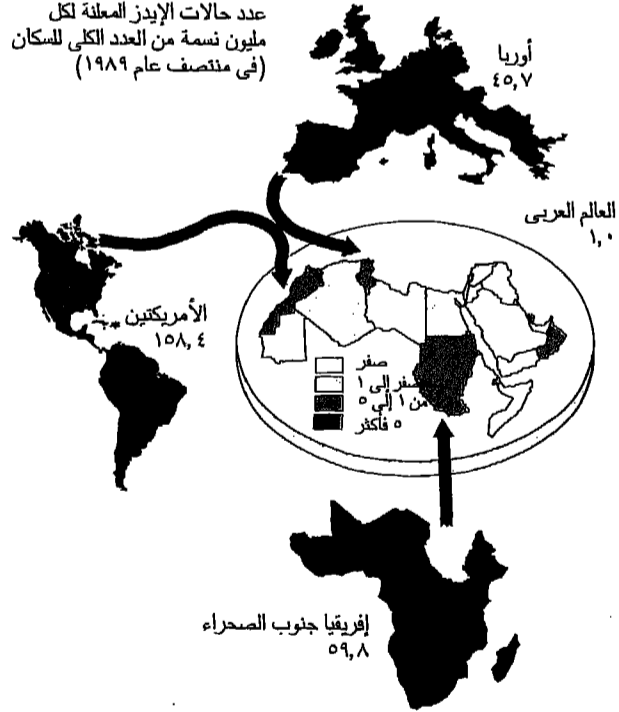 عدد حالات الإيدز المعلنة لكل
مليون نسمة من العدد الكلى للسكان
(فى منتصف عام ١٩٨٩)
أوربا
٤٥,٧
العالم العربى
١,٠
الأمريكتين
١٥٨,٤
صفر
صفر إلى ١
من ١ إلى ٥
٥ فأكثر
إفريقيا جنوب الصحراء
٥٩,٨